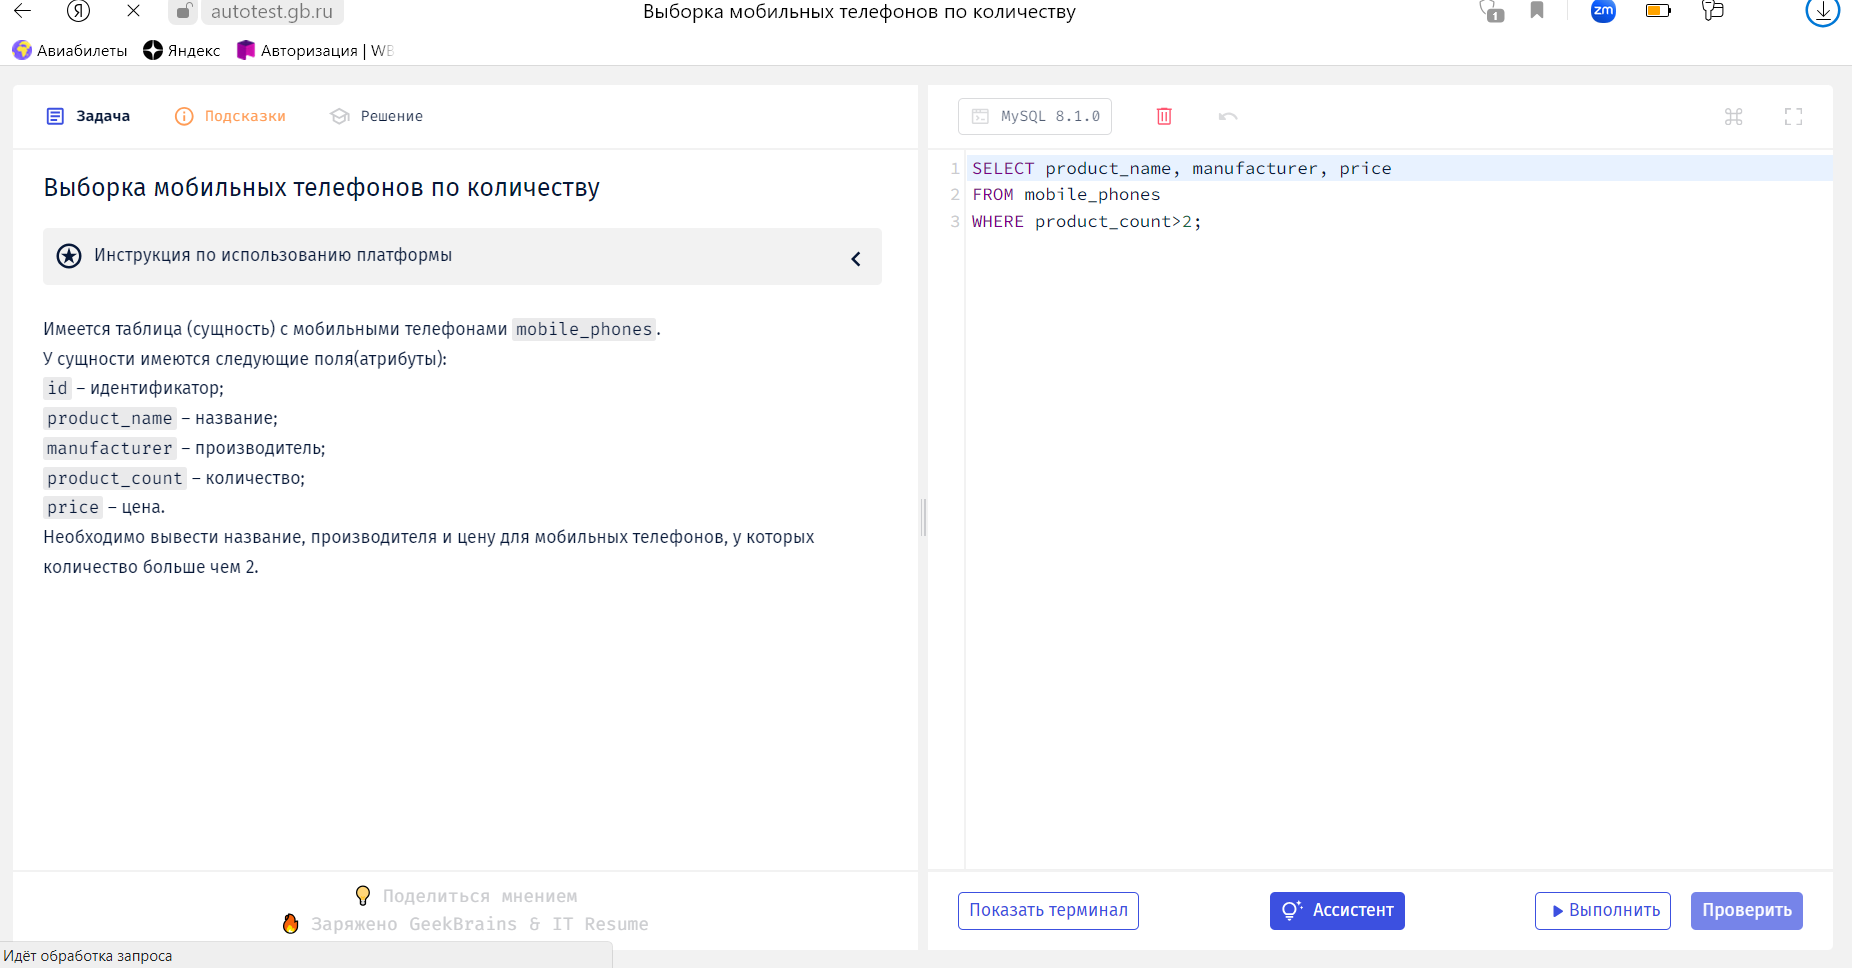 Я autotest.gb.ru Выборка мобильных телефонов по количеству 1 zm
Авиабилеты Яндекс Авторизация | WB
Задача Подсказки Решение
Выборка мобильных телефонов по количеству
Инструкция по использованию платформы
Имеется таблица (сущность) с мобильными телефонами mobile_phones.
У сущности имеются следующие поля(атрибуты):
id – идентификатор;
product_name – название;
manufacturer – производитель;
product_count – количество;
price – цена.
Необходимо вывести название, производителя и цену для мобильных телефонов, у которых
количество больше чем 2.
Поделиться мнением
Заряжено GeekBrains & IT Resume
Идёт обработка запроса
MySQL 8.1.0
1 SELECT product_name, manufacturer, price
2 FROM mobile_phones
3 WHERE product_count>2;
Показать терминал Ассистент Выполнить Проверить